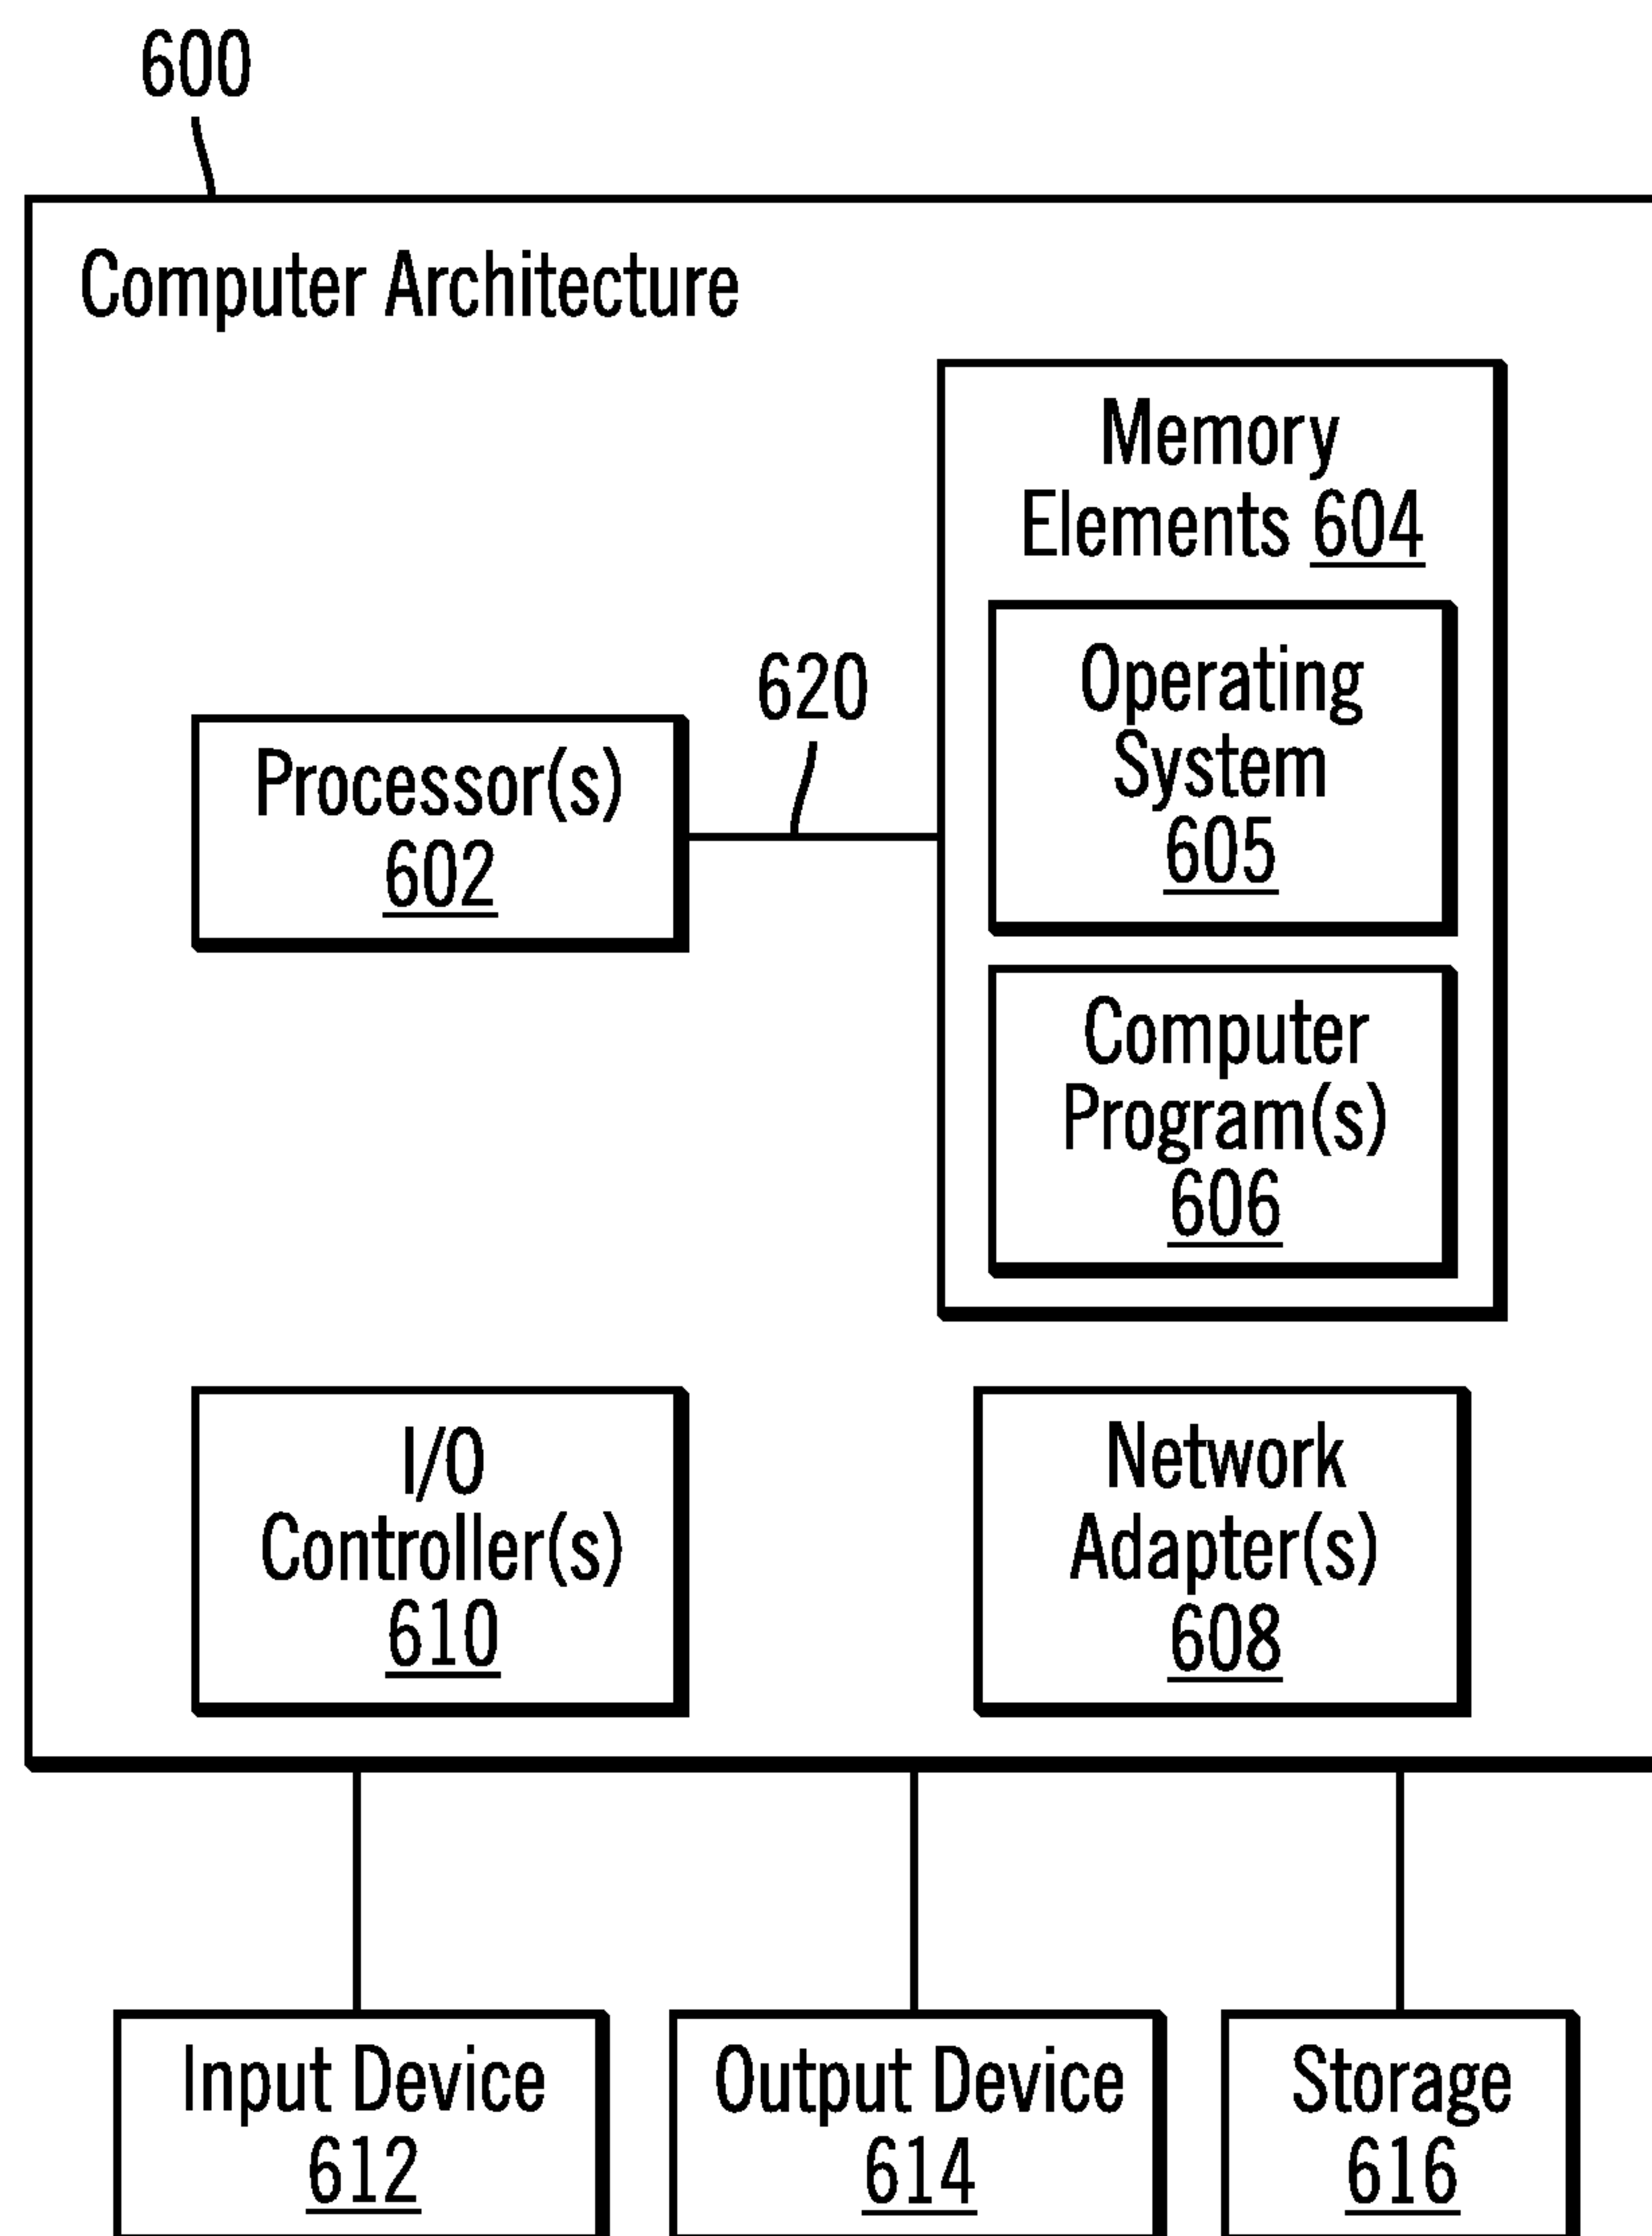 600
Computer Architecture
Memory
Elements 604
Operating
System
605
620
Processor(s)
602
Computer
Program(s)
606
I/O
Controller(s)
610
Network
Adapter(s)
608
Input Device
612
Output Device
614
Storage
616